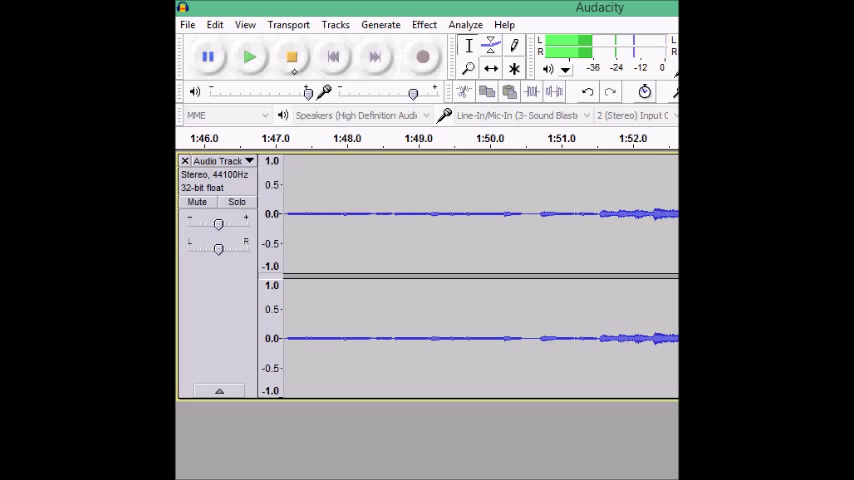 Audacity
File Edit View Transport Tracks Generate Effect Analyze Help
L
R
-36 -24 -12 0
- + - +
MME Speakers (High Definition Audi Line-In/Mic-In (3- Sound Blast 2 (Stereo) Input C
1:46.0 1:47.0 1:48.0 1:49.0 1:50.0 1:51.0 1:52.0
Audio Track 1.0
Stereo, 44100Hz
32-bit float 0.5
Mute Solo
- + 0.0
L R -0.5
-1.0
1.0
0.5
0.0
-0.5
-1.0